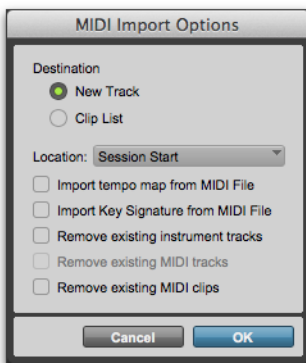 MIDI Import Options
Destination
New Track
Clip List
Location: Session Start
Import tempo map from MIDI File
Import Key Signature from MIDI File
Remove existing instrument tracks
Remove existing MIDI tracks
Remove existing MIDI clips
Cancel OK